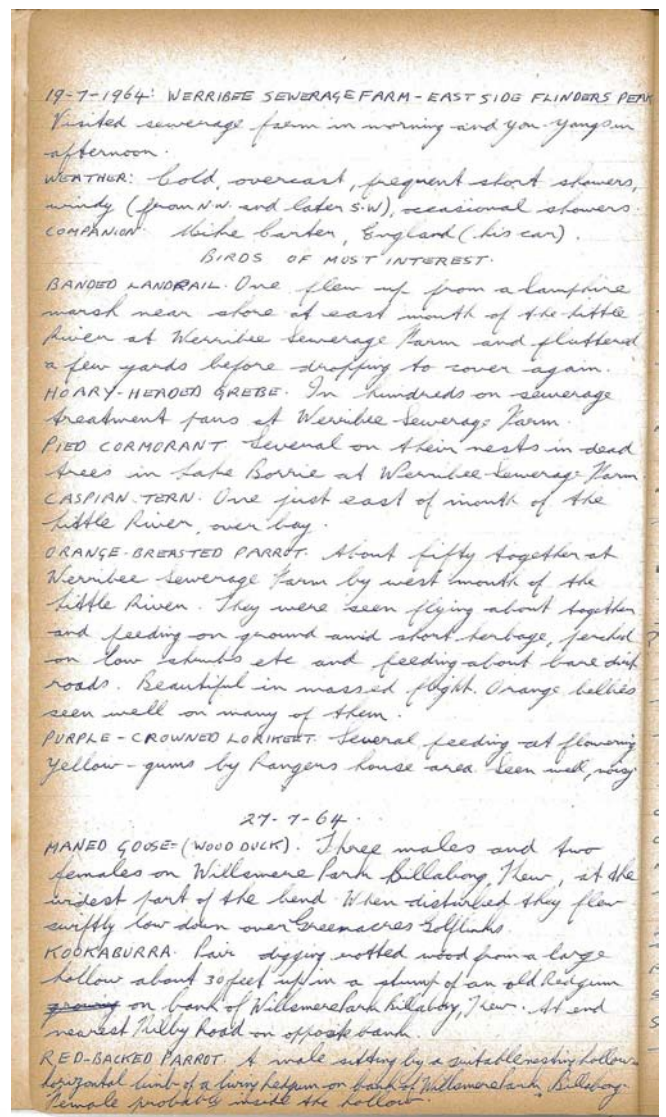 19-7-1964: WERRIBEE SEWERAGE FARM - EAST SIDE FLINDERS PEAK
Visited sewerage farm in morning and You-Yangs in
afternoon.
WEATHER: Cold, overcast, frequent short showers,
windy (from N.N. and later S.W), occasional showers.
COMPANION: Mike Carter, England (his car).
BIRDS OF MOST INTEREST.
BANDED LANDRAIL. One flew up from a samphire
marsh near shore at east mouth of the Little
River at Werribee Sewerage Farm and fluttered
a few yards before dropping to cover again.
HOARY-HEADED GREBE. In hundreds on sewerage
treatment pans at Werribee Sewerage Farm.
PIED CORMORANT Several on their nests in dead
trees in Lake Borrie at Werribee Sewerage Farm
CASPIAN TERN. One just east of mouth of the
Little River, over bay.
ORANGE-BREASTED PARROT. About fifty together at
Werribee Sewerage Farm by west mouth of the
Little River. They were seen flying about together
and feeding on ground amid short herbage, perched
on low shrubs etc and feeding about bare dirt
roads. Beautiful in massed flight. Orange bellies
seen well on many of them.
PURPLE-CROWNED LORIKEET. Several feeding at flowering
Yellow-gums by Rangers house area. Seen well, noisy
27-7-64.
MANED GOOSE=(WOOD DUCK). Three males and two
females on Willsmere Park Billabong, Kew, at the
widest part of the bend. When disturbed they flew
swiftly low down over Greenacres Golflinks.
KOOKABURRA. Pair digging rotted wood from a large
hollow about 30 feet up in a stump of an old Redgum
growing on bank of Willsmere Park Billabong, Kew. At end
nearest Kilby Road on opposite bank.
RED-BACKED PARROT. A male sitting by a suitable nesting hollow
horizontal limb of a living Redgum on bank of Willsmere Park Billabong.
Female probably inside the hollow.